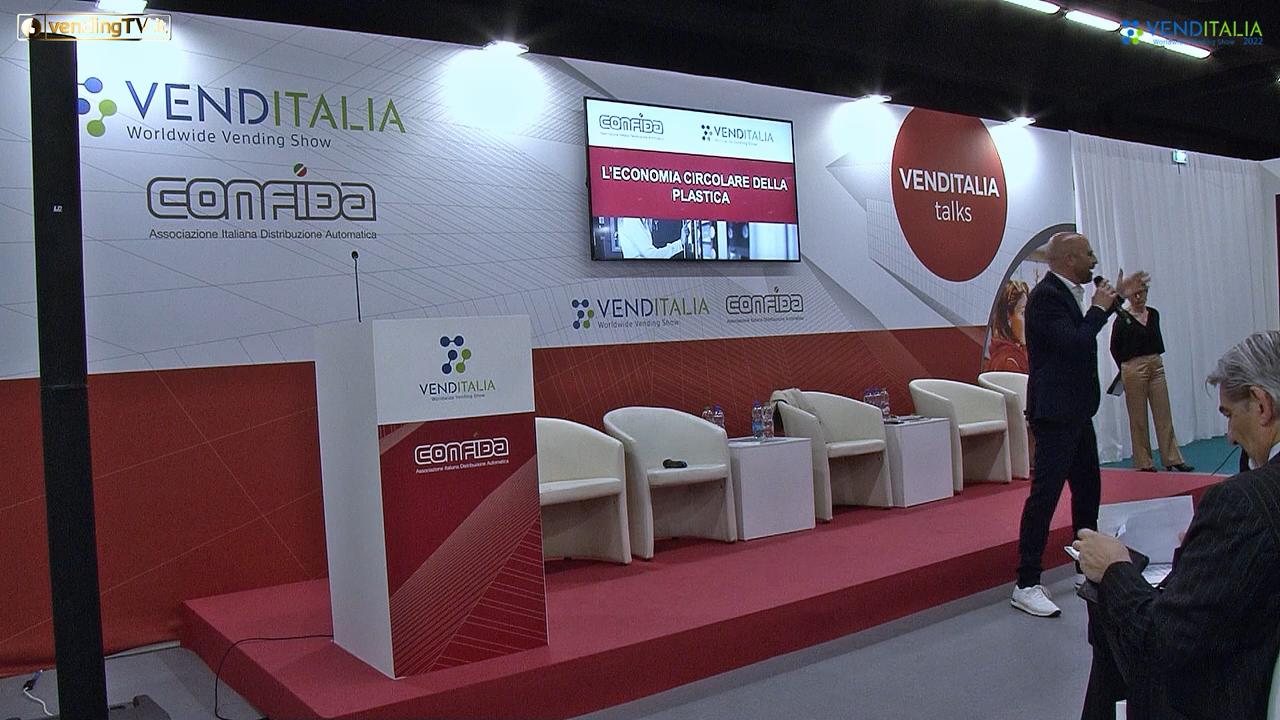 vendingTV.it
VENDITALIA
Worldwide Vending Show 2022
VENDITALIA
Worldwide Vending Show
CONFIDA
Associazione Italiana Distribuzione Automatica
CONFIDA
VENDITALIA
L'ECONOMIA CIRCOLARE DELLA
PLASTICA
VENDITALIA
talks
VENDITALIA
Worldwide Vending Show
CONFIDA
Associazione Italiana Distribuzione Automatica
VENDITALIA
Worldwide Vending Show
CONFIDA
Associazione Italiana Distribuzione Automatica